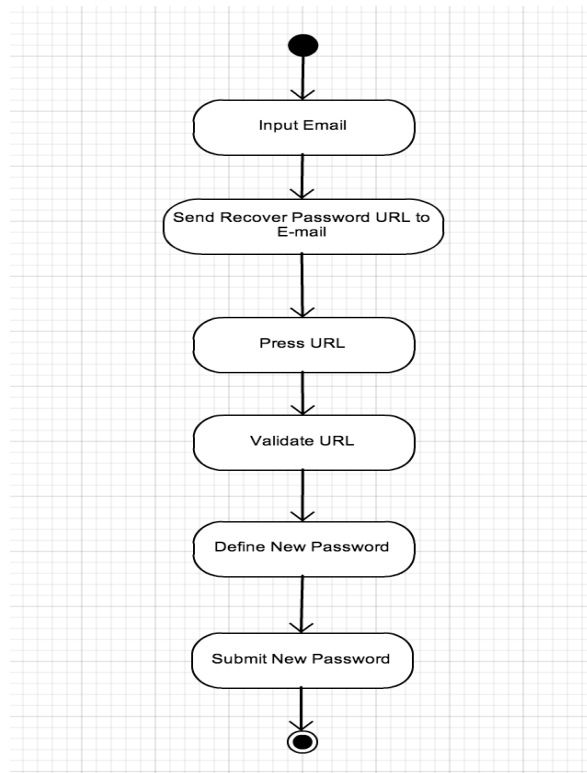 Input Email
Send Recover Password URL to
E-mail
Press URL
Validate URL
Define New Password
Submit New Password